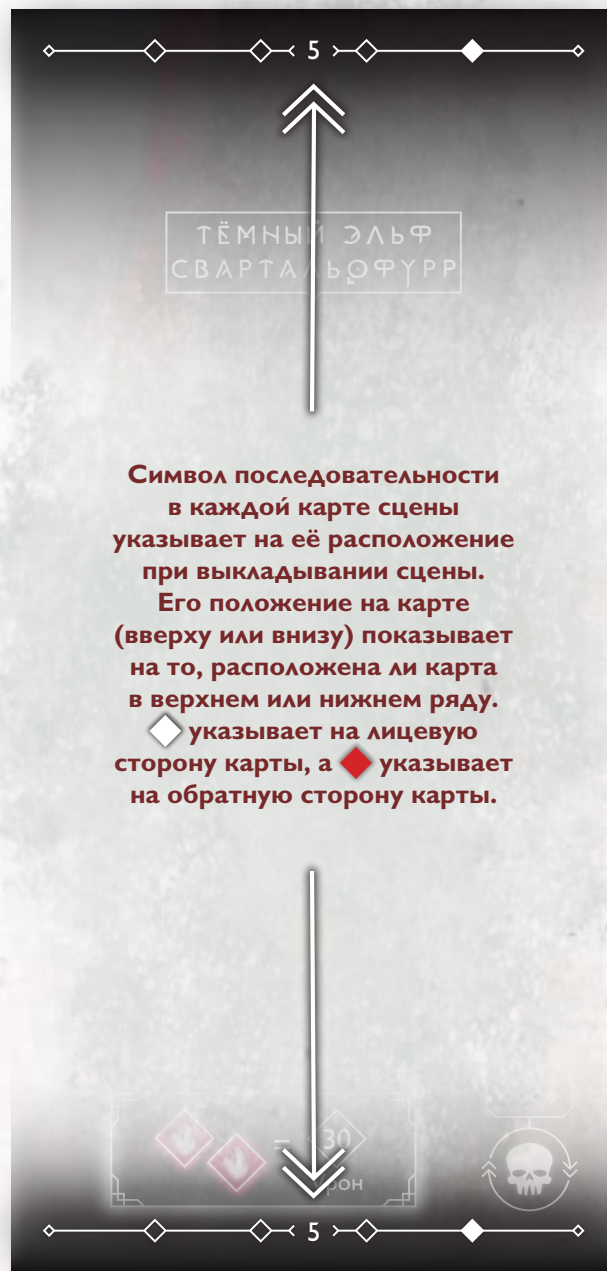 5
ТЁМНЫЙ ЭЛЬФ
СВАРТАЛЬФУРР
Символ последовательности
в каждой карте сцены
указывает на её расположение
при выкладывании сцены.
Его положение на карте
(вверху или внизу) показывает
на то, расположена ли карта
в верхнем или нижнем ряду.
указывает на лицевую
сторону карты, а указывает
на обратную сторону карты.
= 30
5